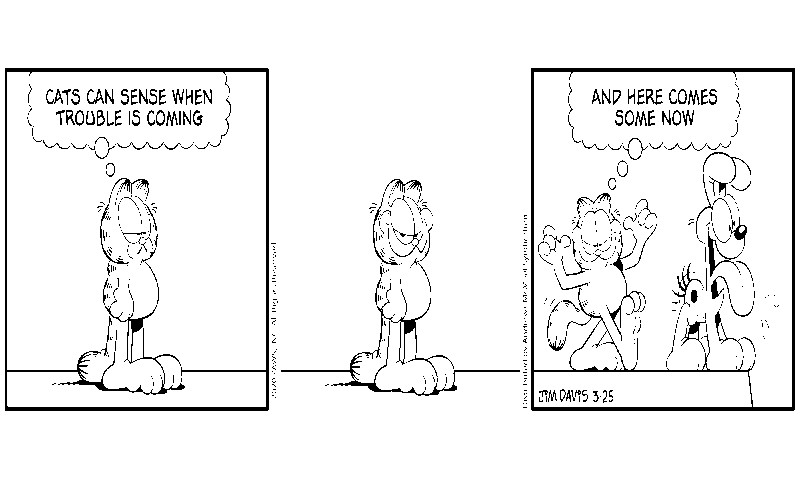 CATS CAN SENSE WHEN
TROUBLE IS COMING
AND HERE COMES
SOME NOW
JIM DAVIS 3·25